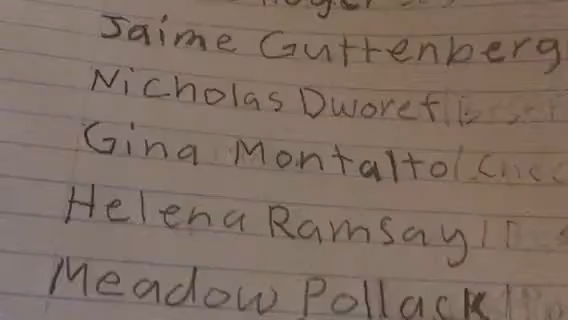 Jaime Guttenberg
Nicholas Dworet
Gina Montalto
Helena Ramsay
Meadow Pollack